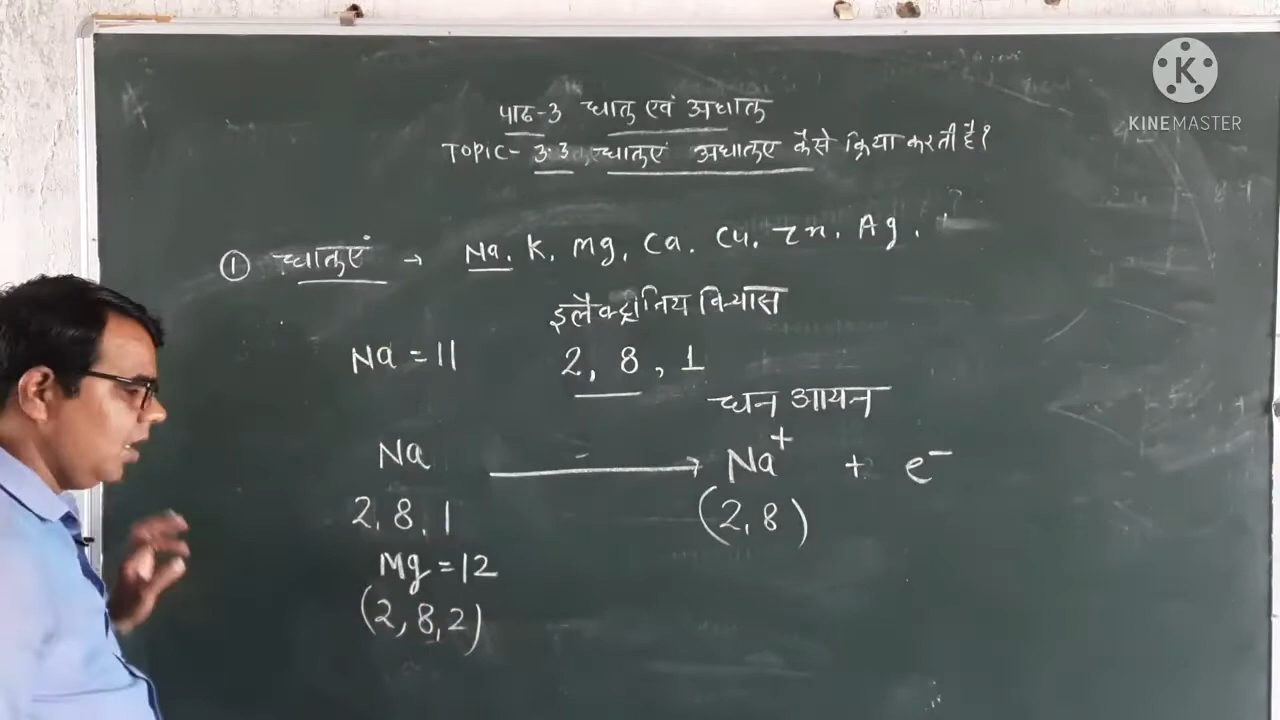 पाठ-3 धातु एवं अधातु
TOPIC- 3.3, धातुएं अधातुए कैसे क्रिया करती है?
① धातुएं → Na, K, Mg, Ca, Cu, Zn, Ag,
इलैक्ट्रानिय विन्यास
Na = 11 2, 8, 1
धन आयन
Na → Na⁺ + e⁻
2, 8, 1 (2, 8)
Mg = 12
(2, 8, 2)
K
KINEMASTER